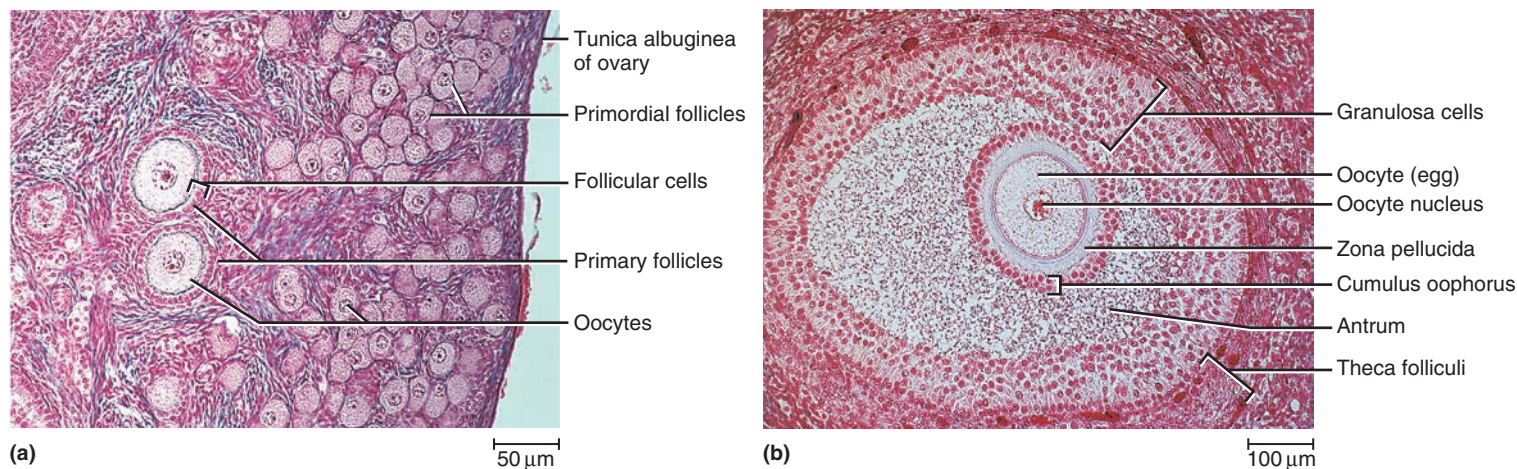 Tunica albuginea
of ovary
Primordial follicles
Follicular cells
Primary follicles
Oocytes
(a)
50 μm
Granulosa cells
Oocyte (egg)
Oocyte nucleus
Zona pellucida
Cumulus oophorus
Antrum
Theca folliculi
(b)
100 μm